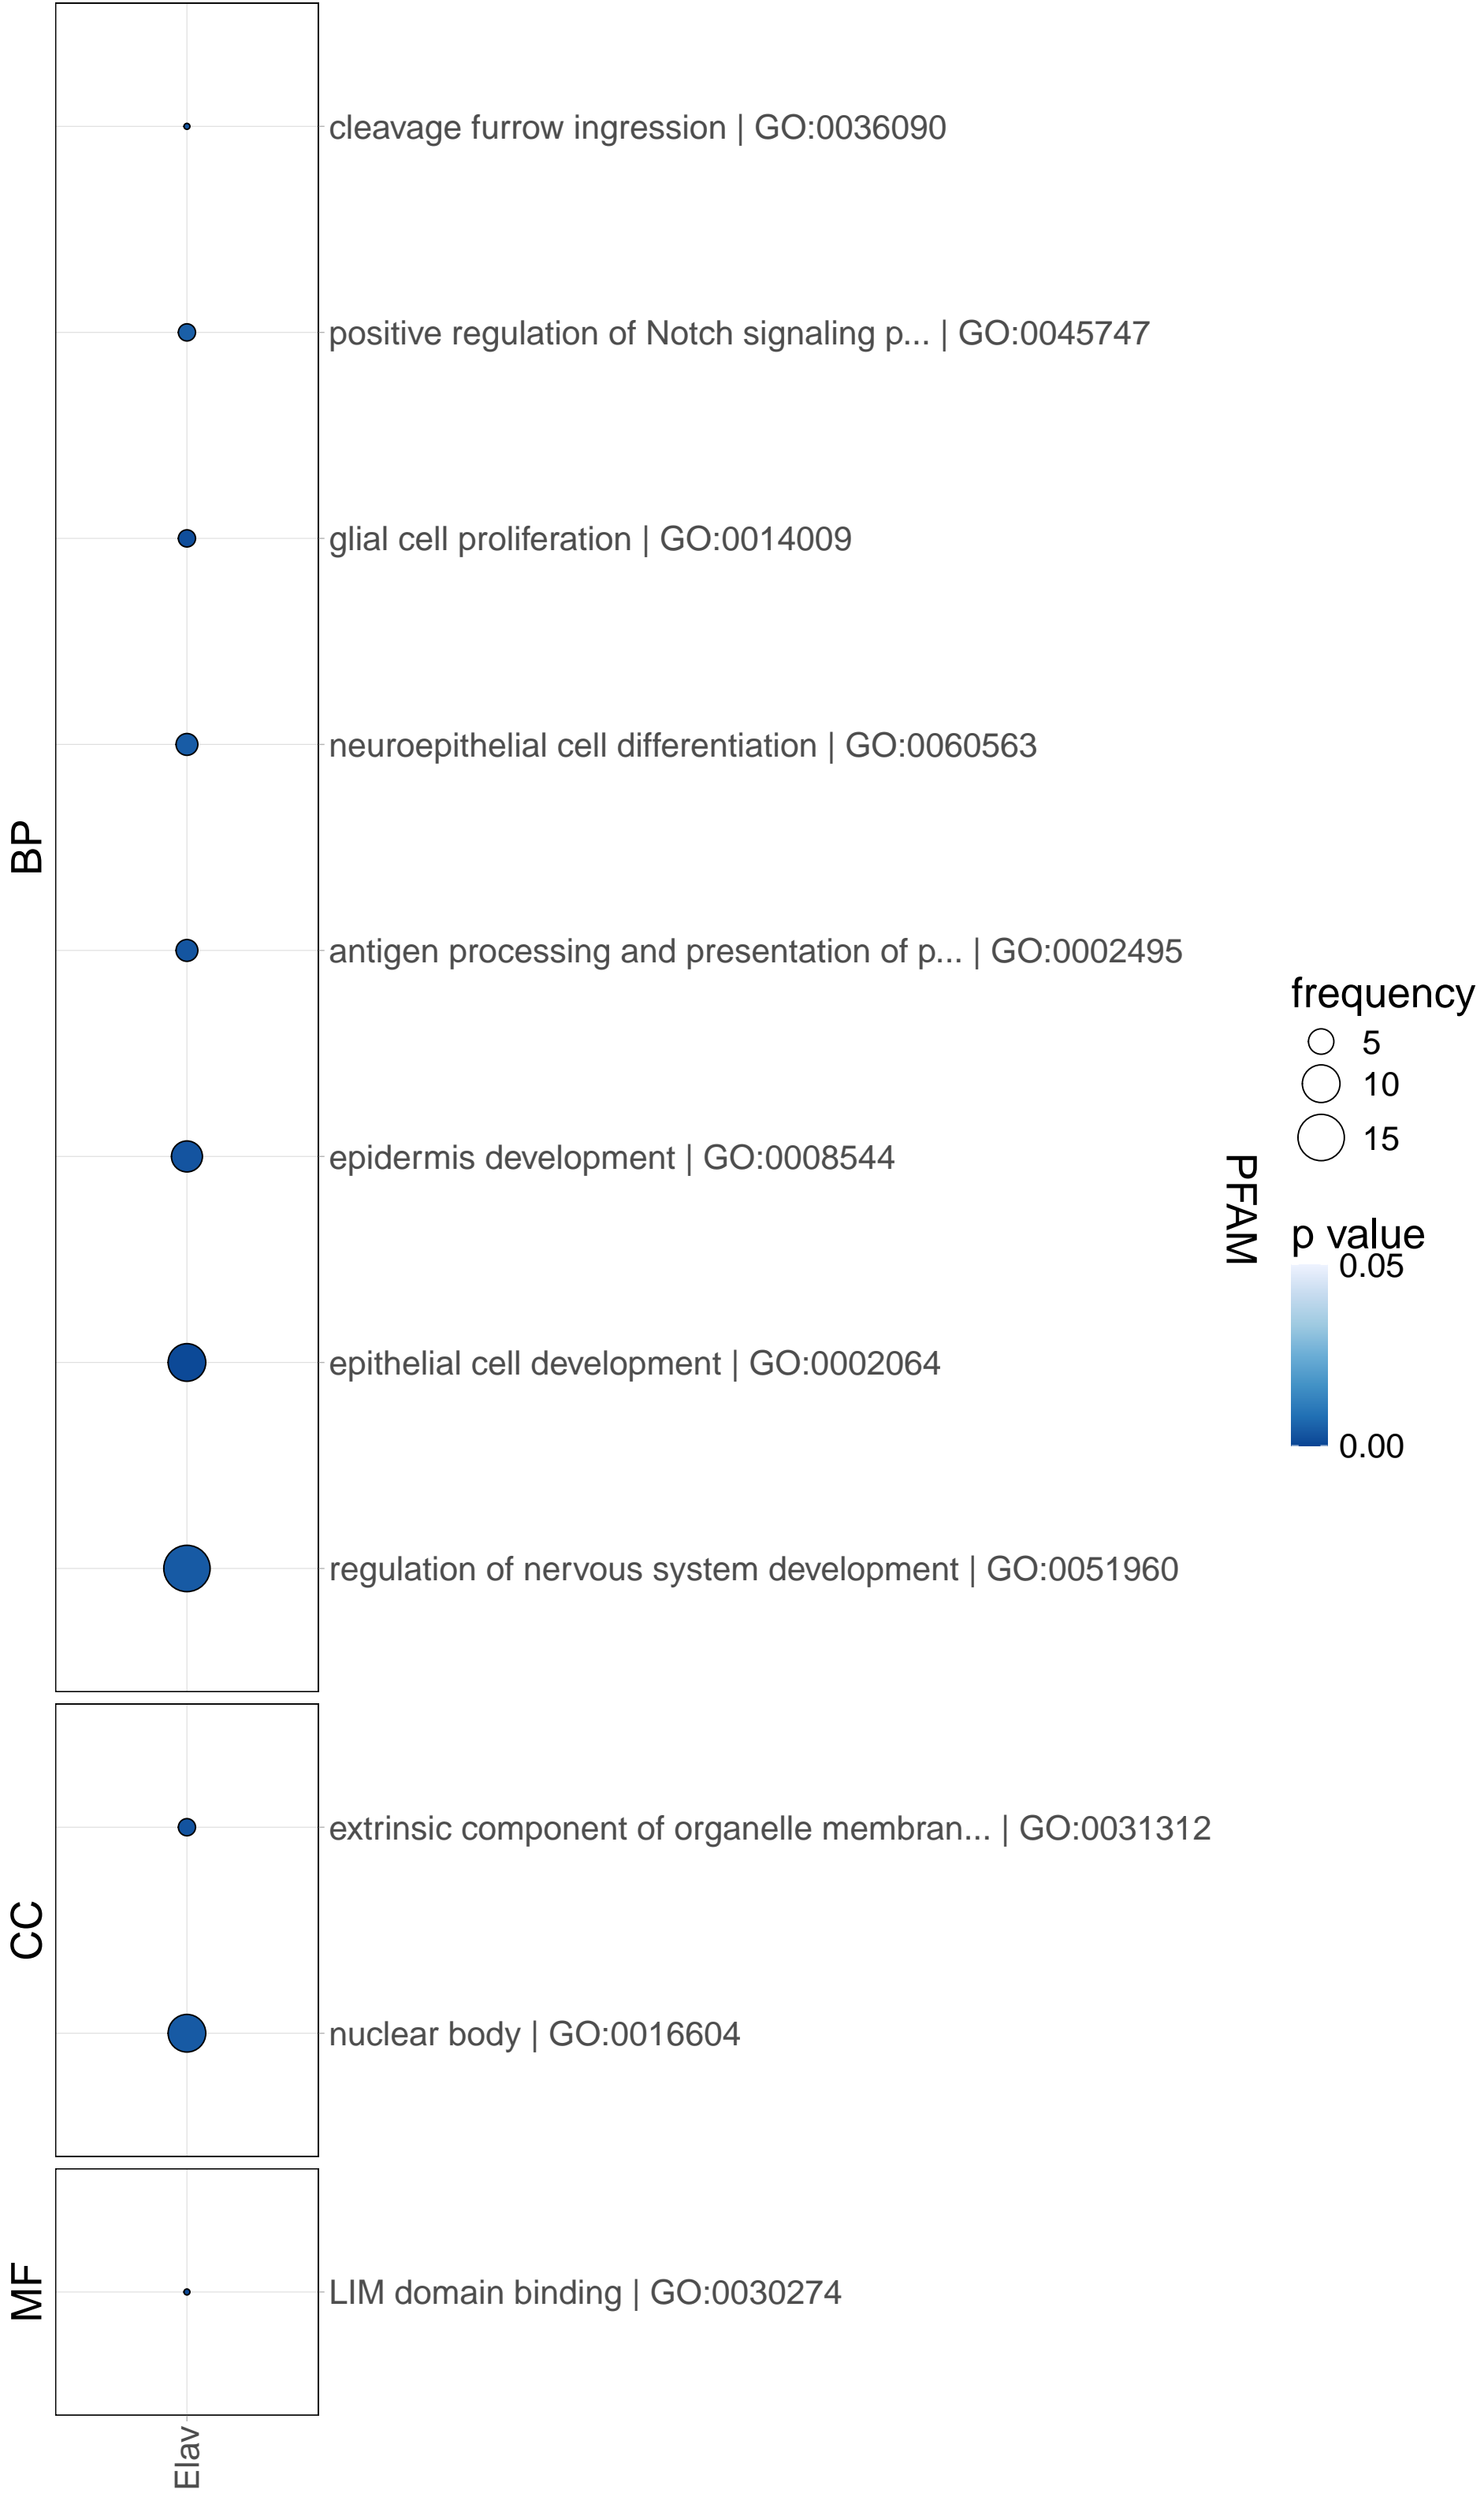 BP
cleavage furrow ingression | GO:0036090
positive regulation of Notch signaling p... | GO:0045747
glial cell proliferation | GO:0014009
neuroepithelial cell differentiation | GO:0060563
antigen processing and presentation of p... | GO:0002495
epidermis development | GO:0008544
epithelial cell development | GO:0002064
regulation of nervous system development | GO:0051960
CC
extrinsic component of organelle membran... | GO:0031312
nuclear body | GO:0016604
MF
LIM domain binding | GO:0030274
Elav
PFAM
frequency
5
10
15
p value
0.05
0.00